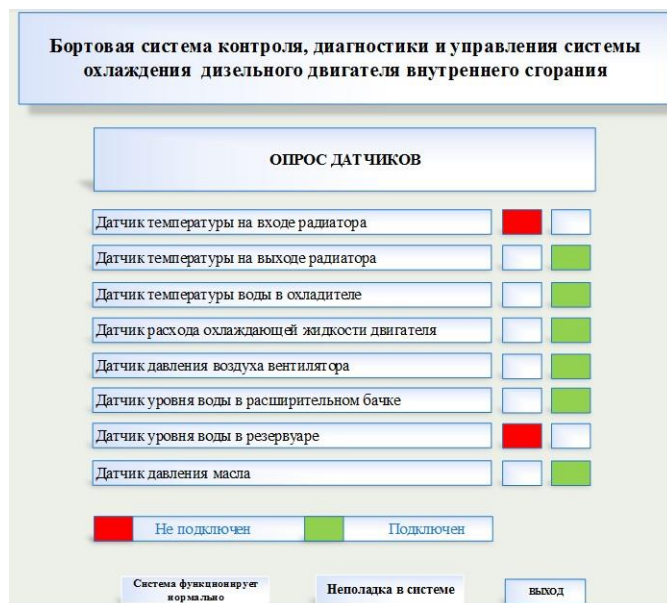 Бортовая система контроля, диагностики и управления системы
охлаждения дизельного двигателя внутреннего сгорания
ОПРОС ДАТЧИКОВ
Датчик температуры на входе радиатора
Датчик температуры на выходе радиатора
Датчик температуры воды в охладителе
Датчик расхода охлаждающей жидкости двигателя
Датчик давления воздуха вентилятора
Датчик уровня воды в расширительном бачке
Датчик уровня воды в резервуаре
Датчик давления масла
Не подключен Подключен
Система функционирует
нормально
Неполадка в системе
выход